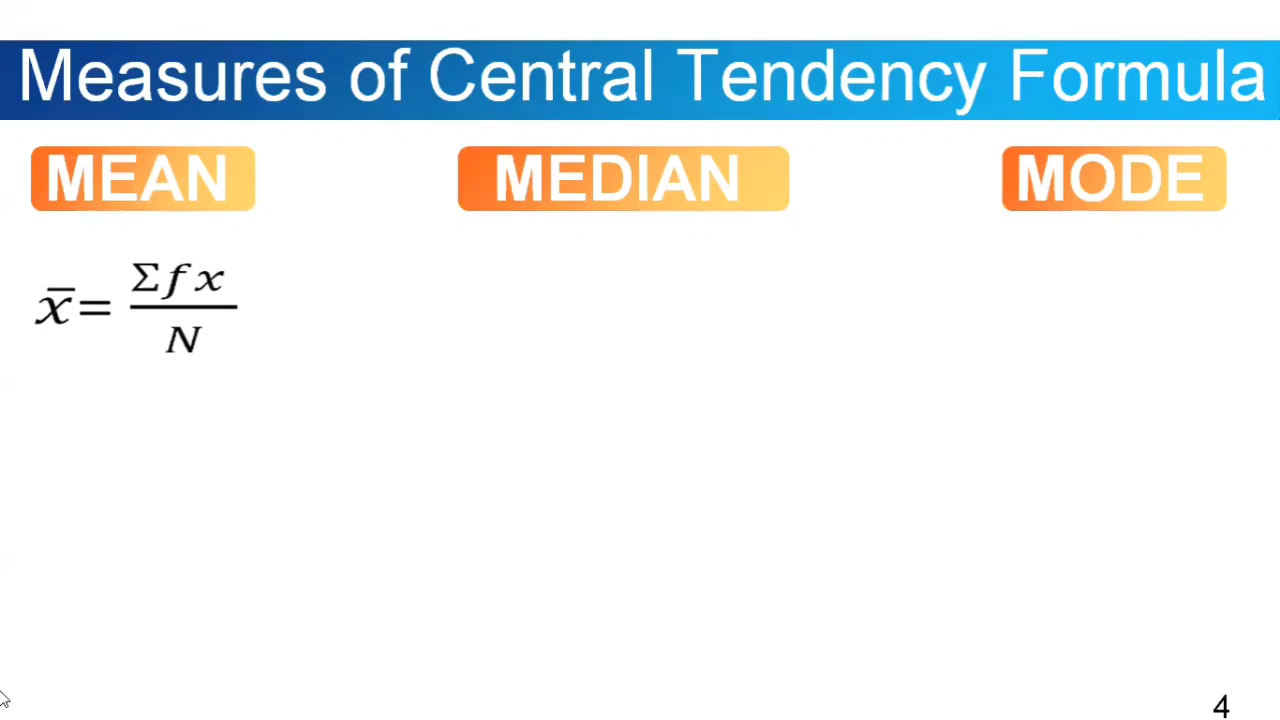 Measures of Central Tendency Formula
MEAN MEDIAN MODE
x̄= Σfx / N
4